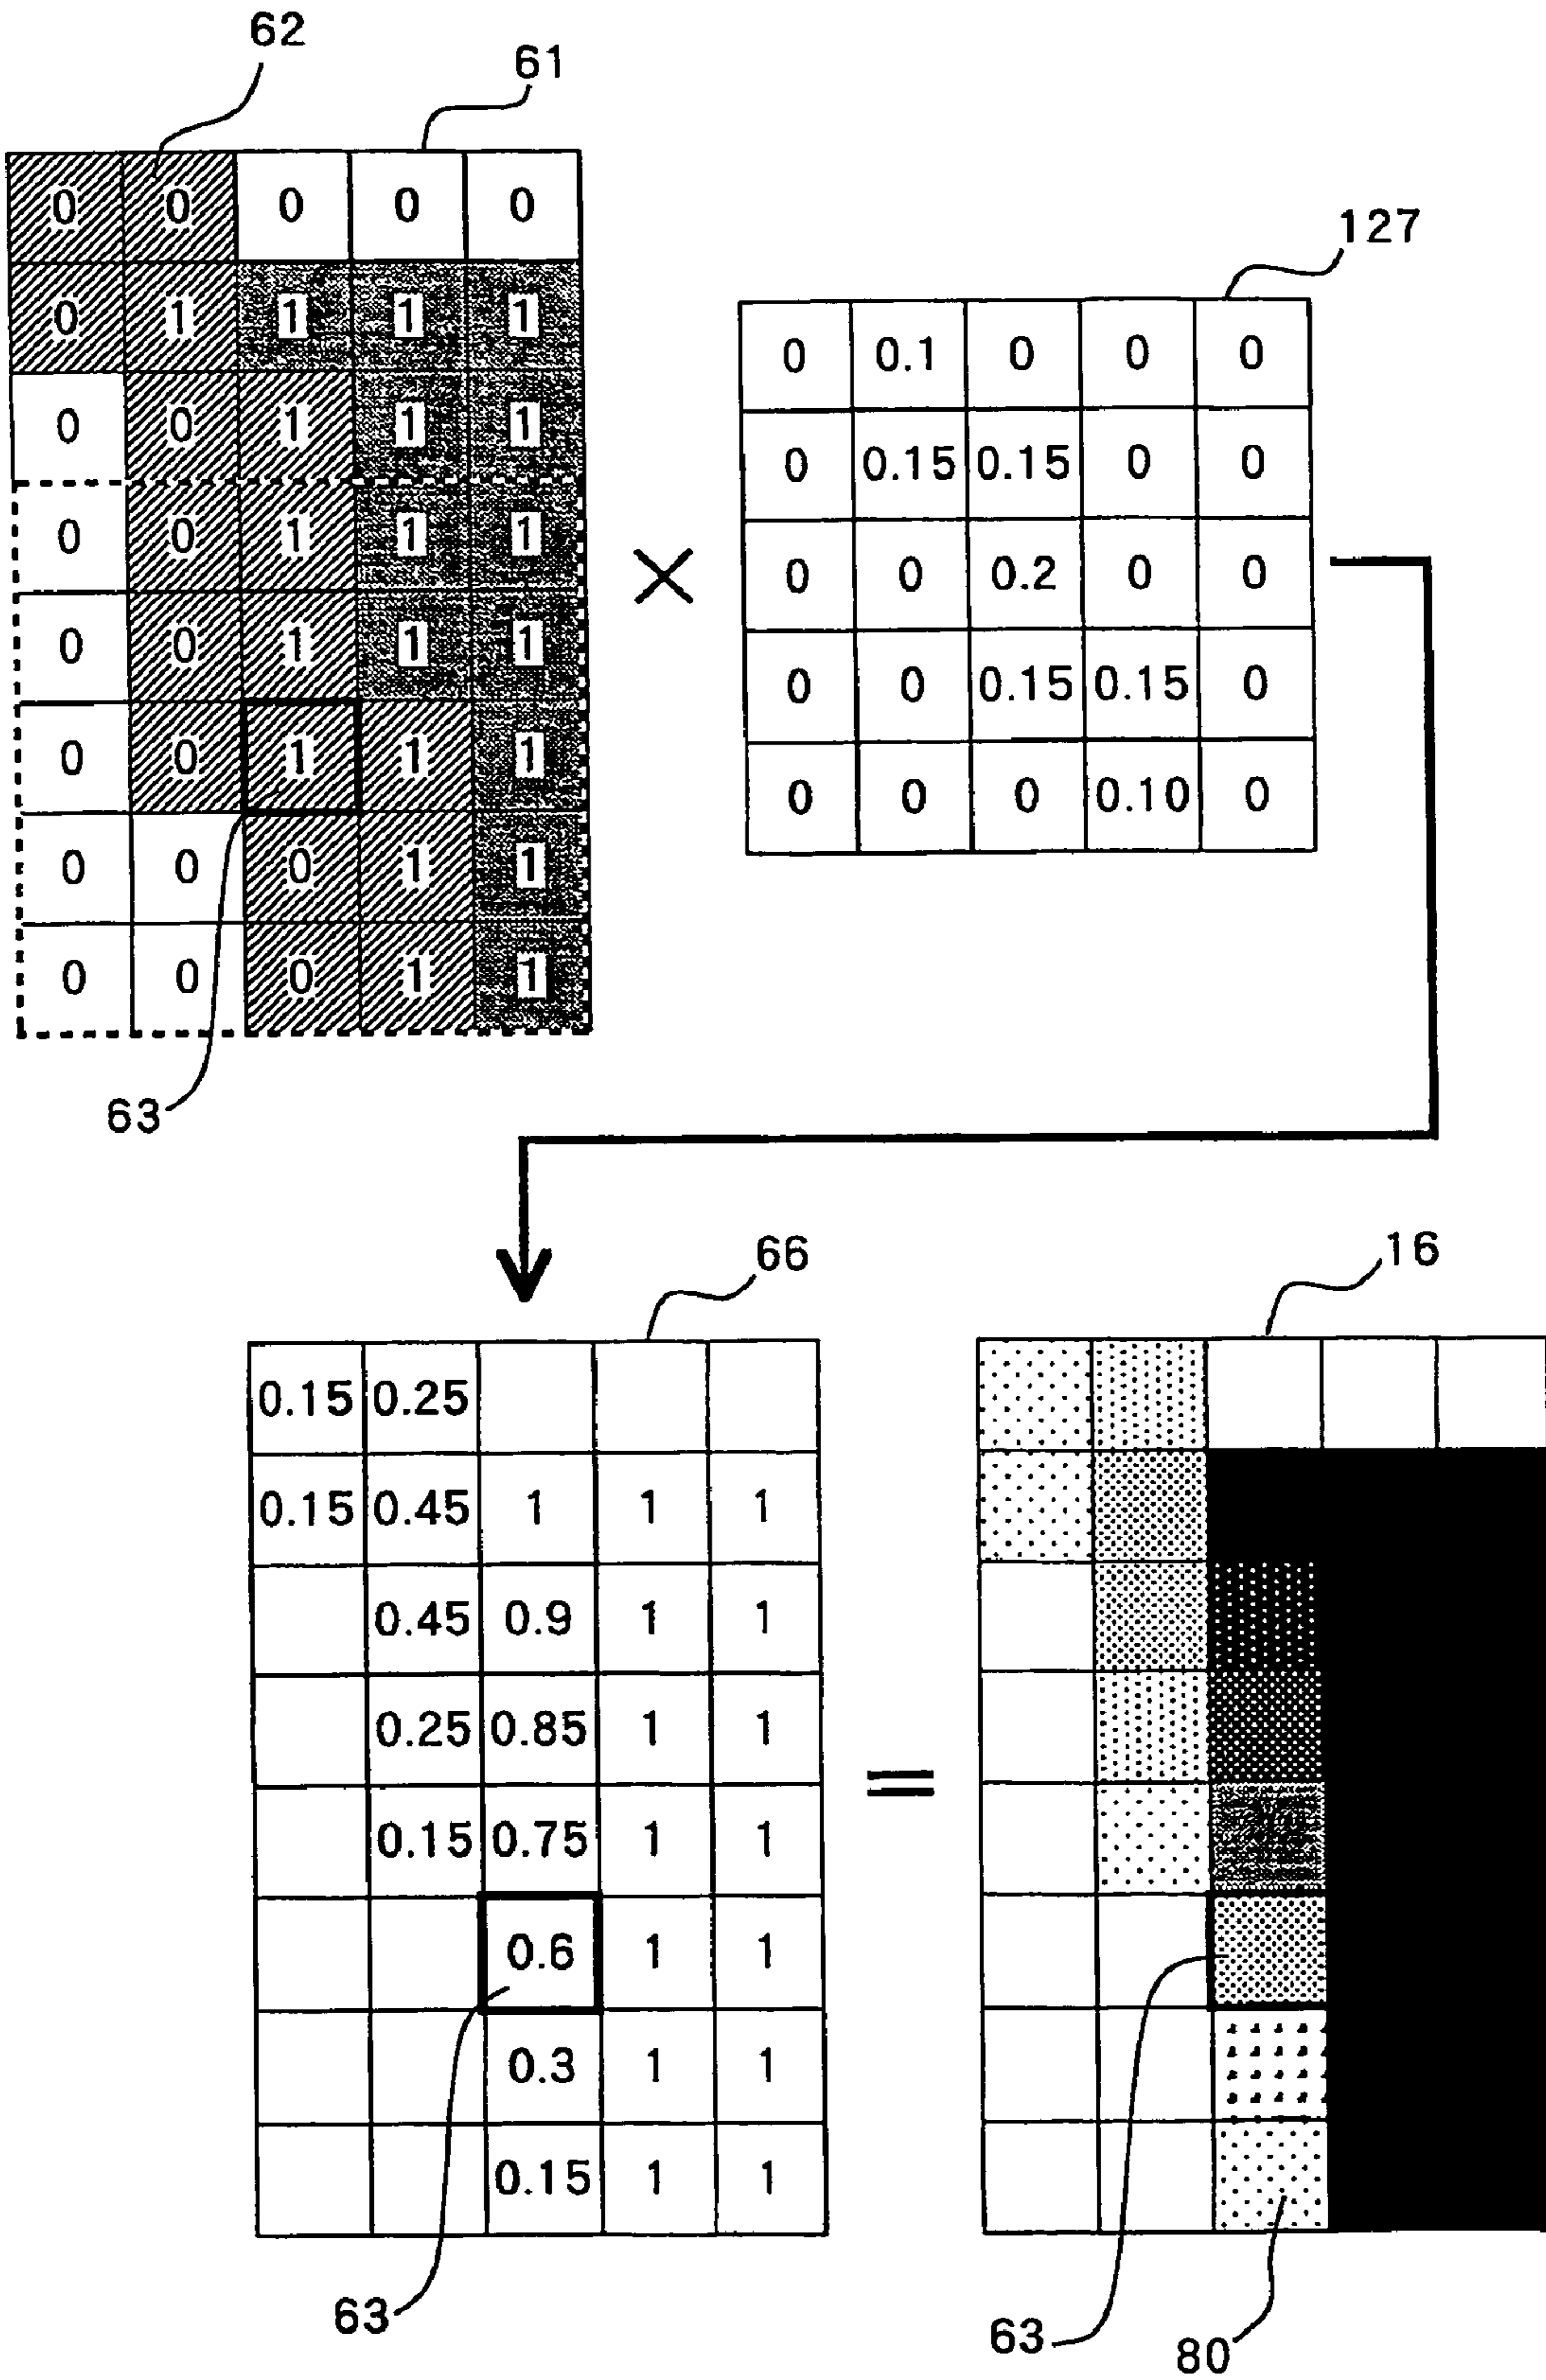 62
61
0 0 0 0 0
0 1 1 1 1
0 0 1 1 1
0 0 1 1 1
0 0 1 1 1
0 0 1 1 1
0 0 0 1 1
0 0 0 1 1
63
×
127
0 0.1 0 0 0
0 0.15 0.15 0 0
0 0 0.2 0 0
0 0 0.15 0.15 0
0 0 0 0.10 0
66
0.15 0.25
0.15 0.45 1 1 1
0.45 0.9 1 1
0.25 0.85 1 1
0.15 0.75 1 1
0.6 1 1
0.3 1 1
0.15 1 1
63
=
16
63
80